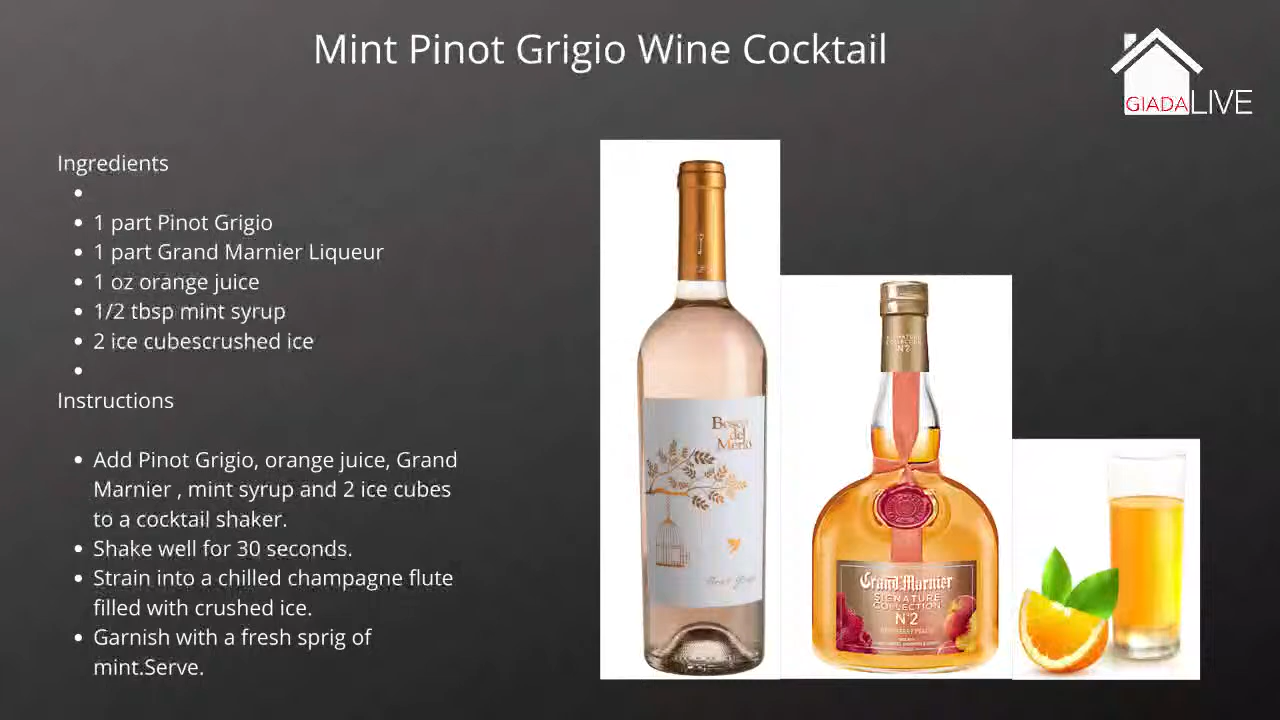 Mint Pinot Grigio Wine Cocktail
GIADALIVE
Ingredients
1 part Pinot Grigio
1 part Grand Marnier Liqueur
1 oz orange juice
1/2 tbsp mint syrup
2 ice cubescrushed ice
Instructions
Add Pinot Grigio, orange juice, Grand
Marnier , mint syrup and 2 ice cubes
to a cocktail shaker.
Shake well for 30 seconds.
Strain into a chilled champagne flute
filled with crushed ice.
Garnish with a fresh sprig of
mint.Serve.
Bosco
del
Merlo
SIGNATURE
COLLECTION
N°2
Grand Marnier
SIGNATURE
COLLECTION
N°2